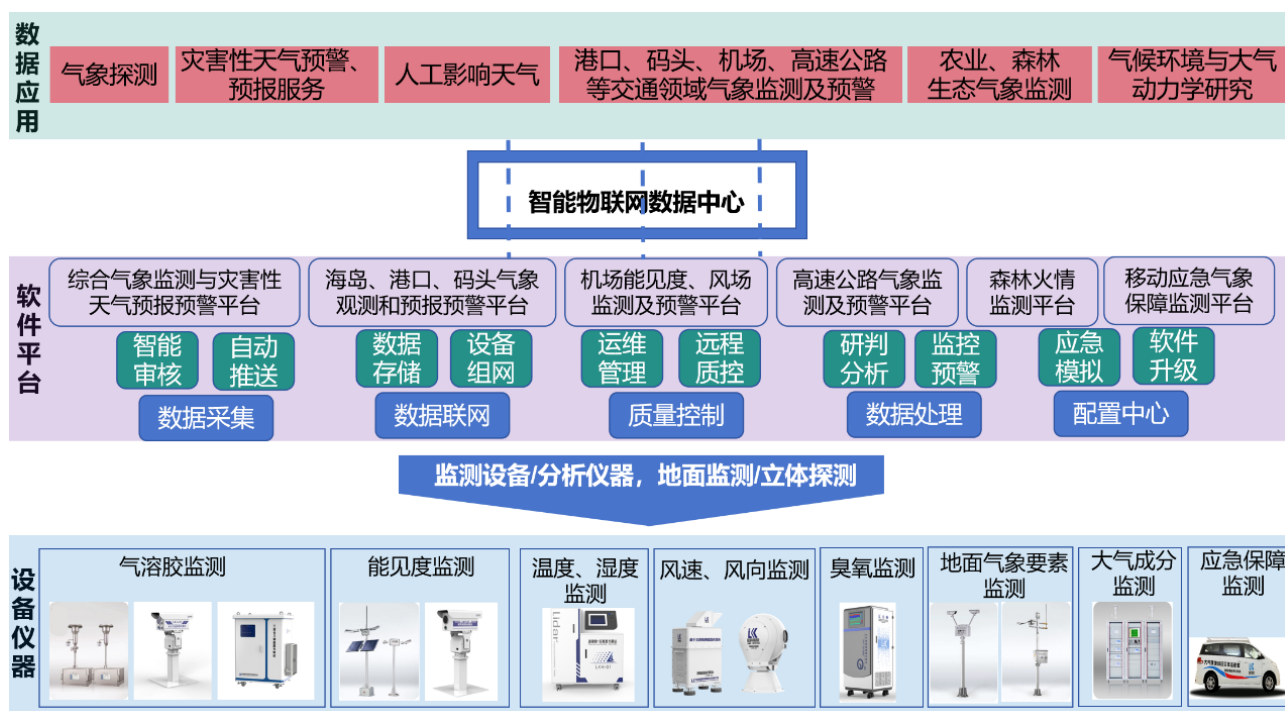 数据应用
气象探测
灾害性天气预警、
预报服务
人工影响天气
港口、码头、机场、高速公路
等交通领域气象监测及预警
农业、森林
生态气象监测
气候环境与大气
动力学研究
智能物联网数据中心
软件平台
综合气象监测与灾害性
天气预报预警平台
海岛、港口、码头气象
观测和预报预警平台
机场能见度、风场
监测及预警平台
高速公路气象监
测及预警平台
森林火情
监测平台
移动应急气象
保障监测平台
智能
审核
自动
推送
数据
存储
设备
组网
运维
管理
远程
质控
研判
分析
监控
预警
应急
模拟
软件
升级
数据采集
数据联网
质量控制
数据处理
配置中心
监测设备/分析仪器，地面监测/立体探测
设备仪器
气溶胶监测
能见度监测
温度、湿度
监测
风速、风向监测
臭氧监测
地面气象要素
监测
大气成分
监测
应急保障
监测
Lidar